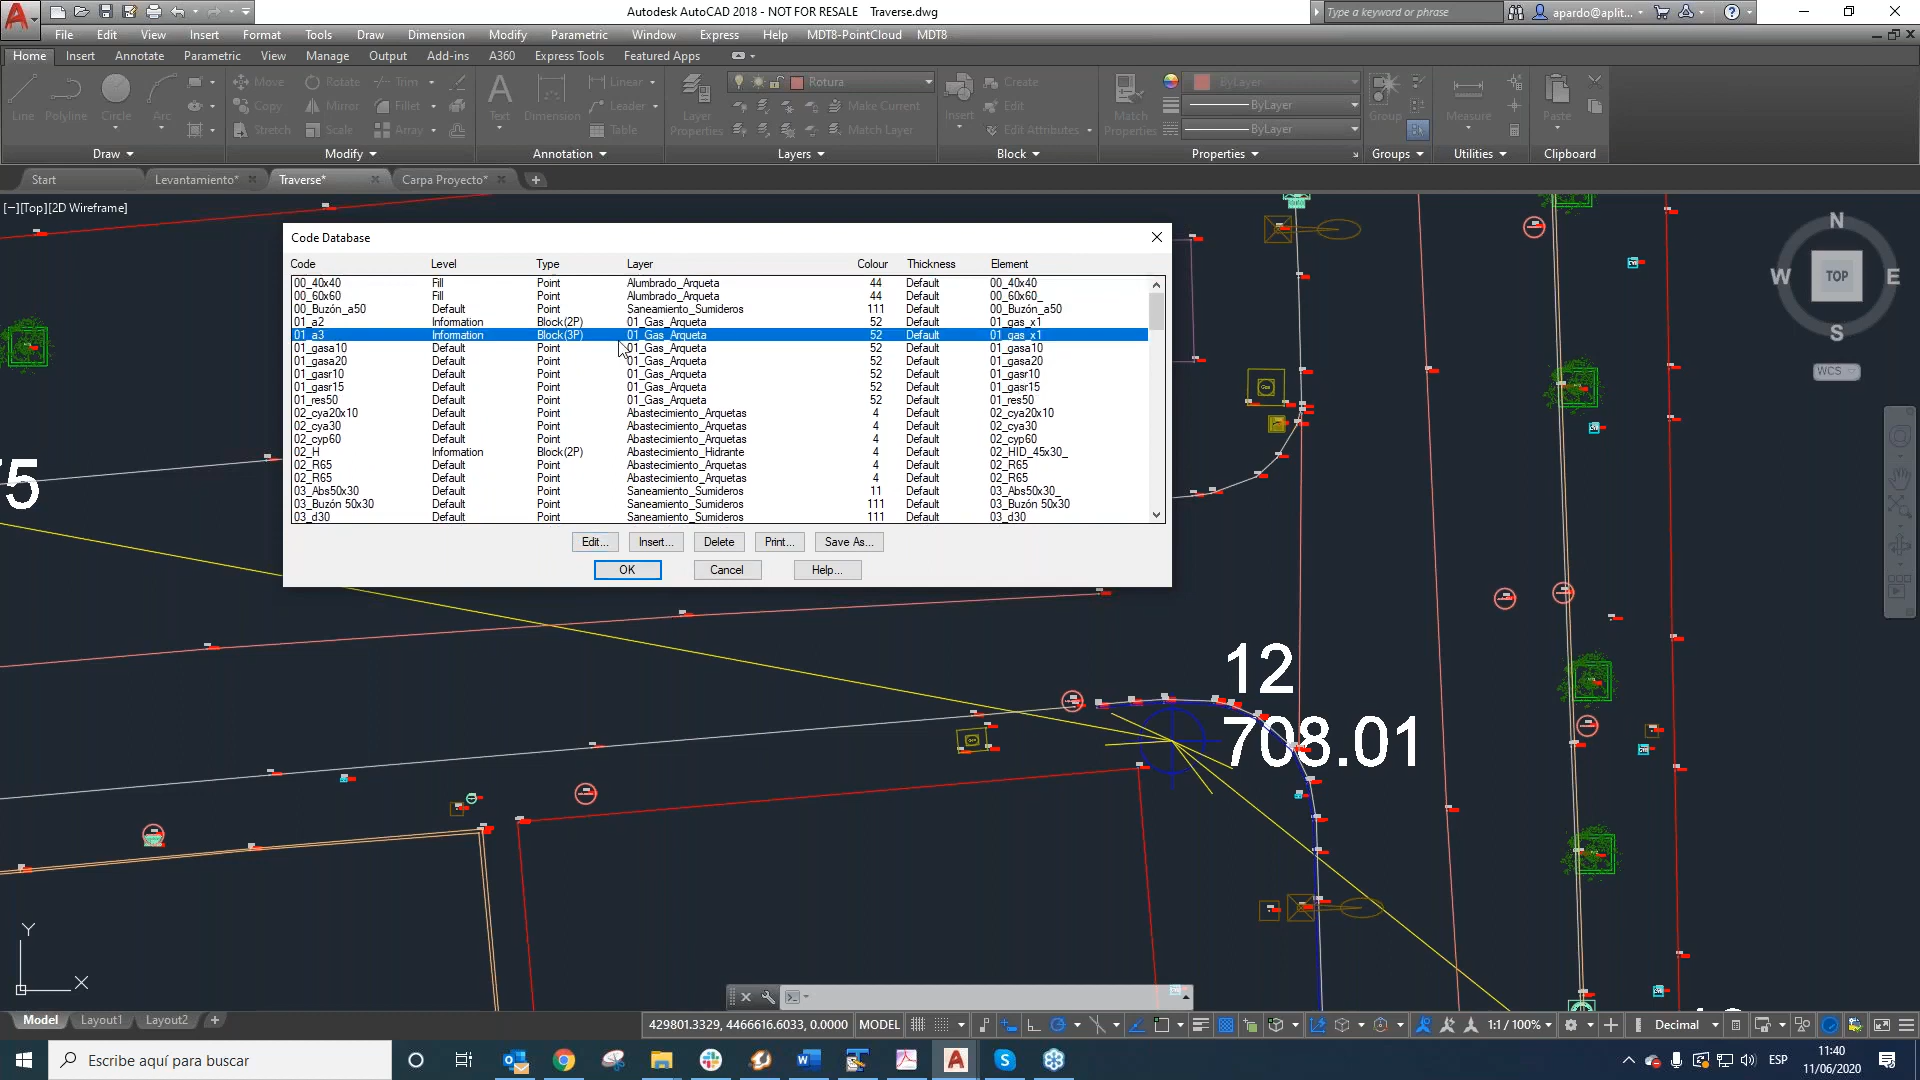 Autodesk AutoCAD 2018 - NOT FOR RESALE Traverse.dwg
Type a keyword or phrase
apardo@aplit...
File Edit View Insert Format Tools Draw Dimension Modify Parametric Window Express Help MDT8-PointCloud MDT8
Home Insert Annotate Parametric View Manage Output Add-ins A360 Express Tools Featured Apps
Line Polyline Circle Arc
Move Rotate Trim
Copy Mirror Fillet
Stretch Scale Array
Text Dimension
Linear
Leader
Table
Layer Properties
Rotura
Make Current
Match Layer
Insert
Create
Edit
Edit Attributes
Match Properties
ByLayer
ByLayer
ByLayer
Group
Measure
Paste
Draw Modify Annotation Layers Block Properties Groups Utilities Clipboard
Start Levantamiento* Traverse* Carpa Proyecto*
[−][Top][2D Wireframe]
N
W TOP E
S
WCS
Code Database
Code Level Type Layer Colour Thickness Element
00_40x40 Fill Point Alumbrado_Arqueta 44 Default 00_40x40
00_60x60 Fill Point Alumbrado_Arqueta 44 Default 00_60x60_
00_Buzón_a50 Default Point Saneamiento_Sumideros 111 Default 00_Buzón_a50
01_a2 Infomation Block(2P) 01_Gas_Arqueta 52 Default 01_gas_x1
01_a3 Infomation Block(3P) 01_Gas_Arqueta 52 Default 01_gas_x1
01_gasa10 Default Point 01_Gas_Arqueta 52 Default 01_gasa10
01_gasa20 Default Point 01_Gas_Arqueta 52 Default 01_gasa20
01_gasr10 Default Point 01_Gas_Arqueta 52 Default 01_gasr10
01_gasr15 Default Point 01_Gas_Arqueta 52 Default 01_gasr15
01_res50 Default Point 01_Gas_Arqueta 52 Default 01_res50
02_cya20x10 Default Point Abastecimiento_Arquetas 4 Default 02_cya20x10
02_cya30 Default Point Abastecimiento_Arquetas 4 Default 02_cya30
02_cyp60 Default Point Abastecimiento_Arquetas 4 Default 02_cyp60
02_H Infomation Block(2P) Abastecimiento_Hidrante 4 Default 02_HID_45x30_
02_R65 Default Point Abastecimiento_Arquetas 4 Default 02_R65
02_R65 Default Point Abastecimiento_Arquetas 4 Default 02_R65
03_Abs50x30 Default Point Saneamiento_Sumideros 11 Default 03_Abs50x30_
03_Buzón 50x30 Default Point Saneamiento_Sumideros 111 Default 03_Buzón 50x30
03_d30 Default Point Saneamiento_Sumideros 111 Default 03_d30
Edit... Insert... Delete Print... Save As...
OK Cancel Help...
5
12
708.01
Y
X
Model Layout1 Layout2
429801.3329, 4466616.6033, 0.0000 MODEL 1:1 / 100% Decimal
Escribe aquí para buscar
ESP
11:40
11/06/2020